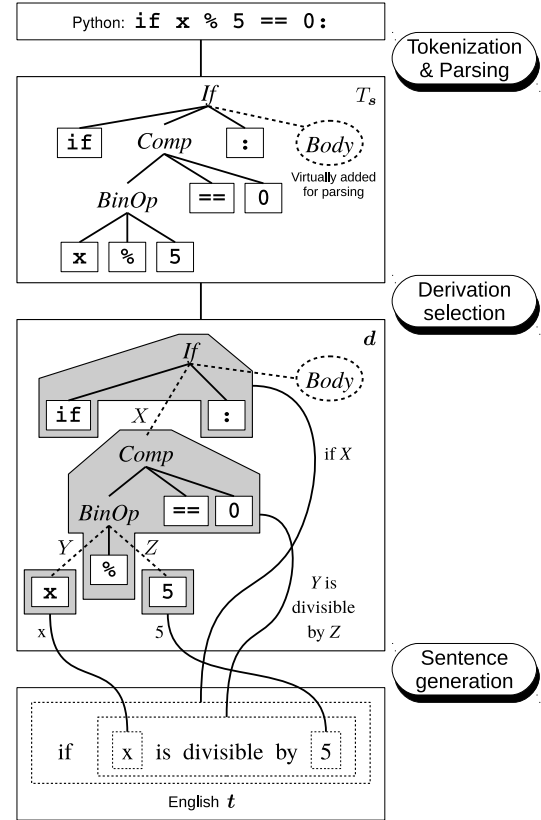 Python: if x % 5 == 0:
Tokenization
& Parsing
If
T_s
if
Comp
:
Body
Virtually added
for parsing
BinOp
==
0
x
%
5
Derivation
selection
d
If
Body
if
:
X
if X
Comp
BinOp
==
0
Y
Z
%
x
5
Y is
divisible
by Z
x
5
Sentence
generation
if x is divisible by 5
English t